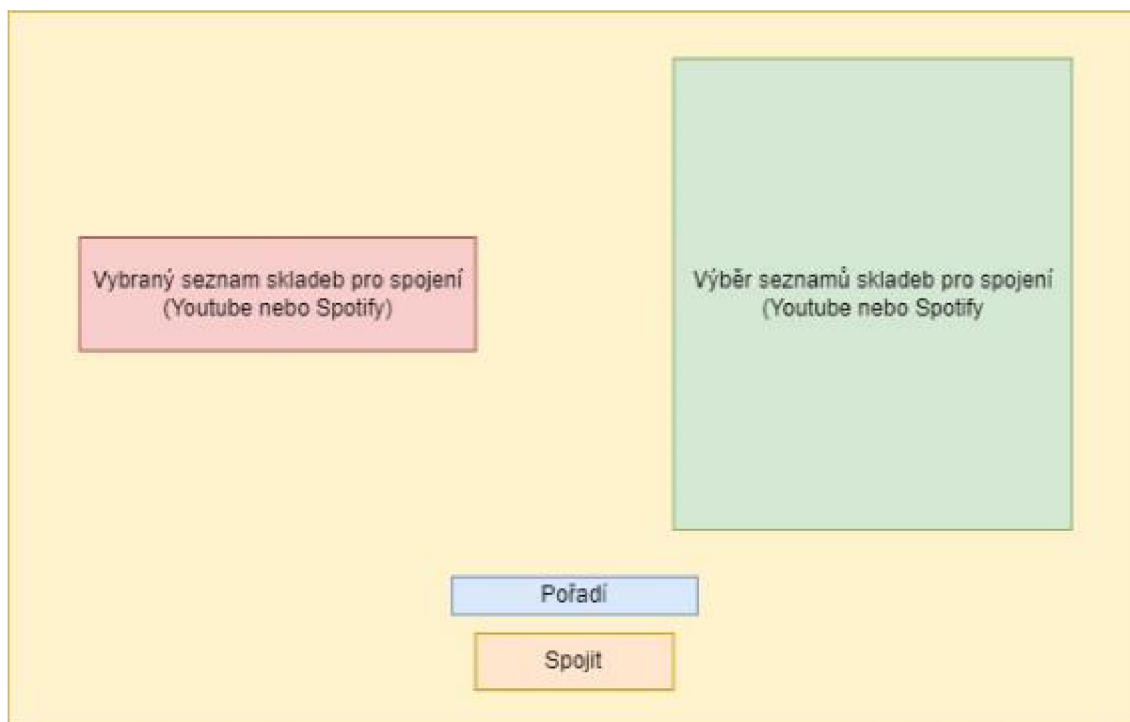 Vybraný seznam skladeb pro spojení
(Youtube nebo Spotify)
Výběr seznamů skladeb pro spojení
(Youtube nebo Spotify
Pořadí
Spojit